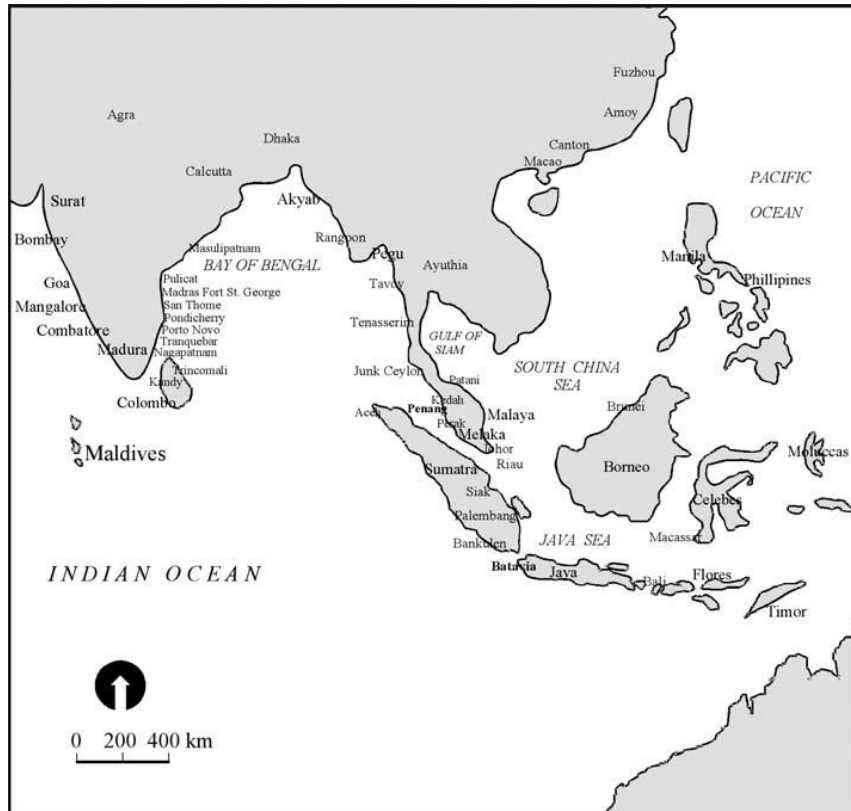 Fuzhou
Agra
Amoy
Dhaka
Canton
Macao
Calcutta
PACIFIC
OCEAN
Surat
Akyab
Bombay
Rangoon
Masulipatnam
Pegu
Manila
BAY OF BENGAL
Ayuthia
Goa
Pulicat
Tavoy
Phillipines
Madras Fort St. George
Mangalore
San Thome
Pondicherry
Combatore
Porto Novo
Tenasserim
Tranquebar
GULF OF
SIAM
Madura
Nagapatnam
Trincomali
Junk Ceylon
SOUTH CHINA
SEA
Kandy
Patani
Colombo
Kedah
Penang
Aceh
Malaya
Brunei
Perak
Melaka
Maldives
Johor
Moluccas
Riau
Sumatra
Borneo
Siak
Celebes
Palembang
Bankulen
JAVA SEA
Macassar
INDIAN OCEAN
Batavia
Java
Bali
Flores
Timor
0 200 400 km